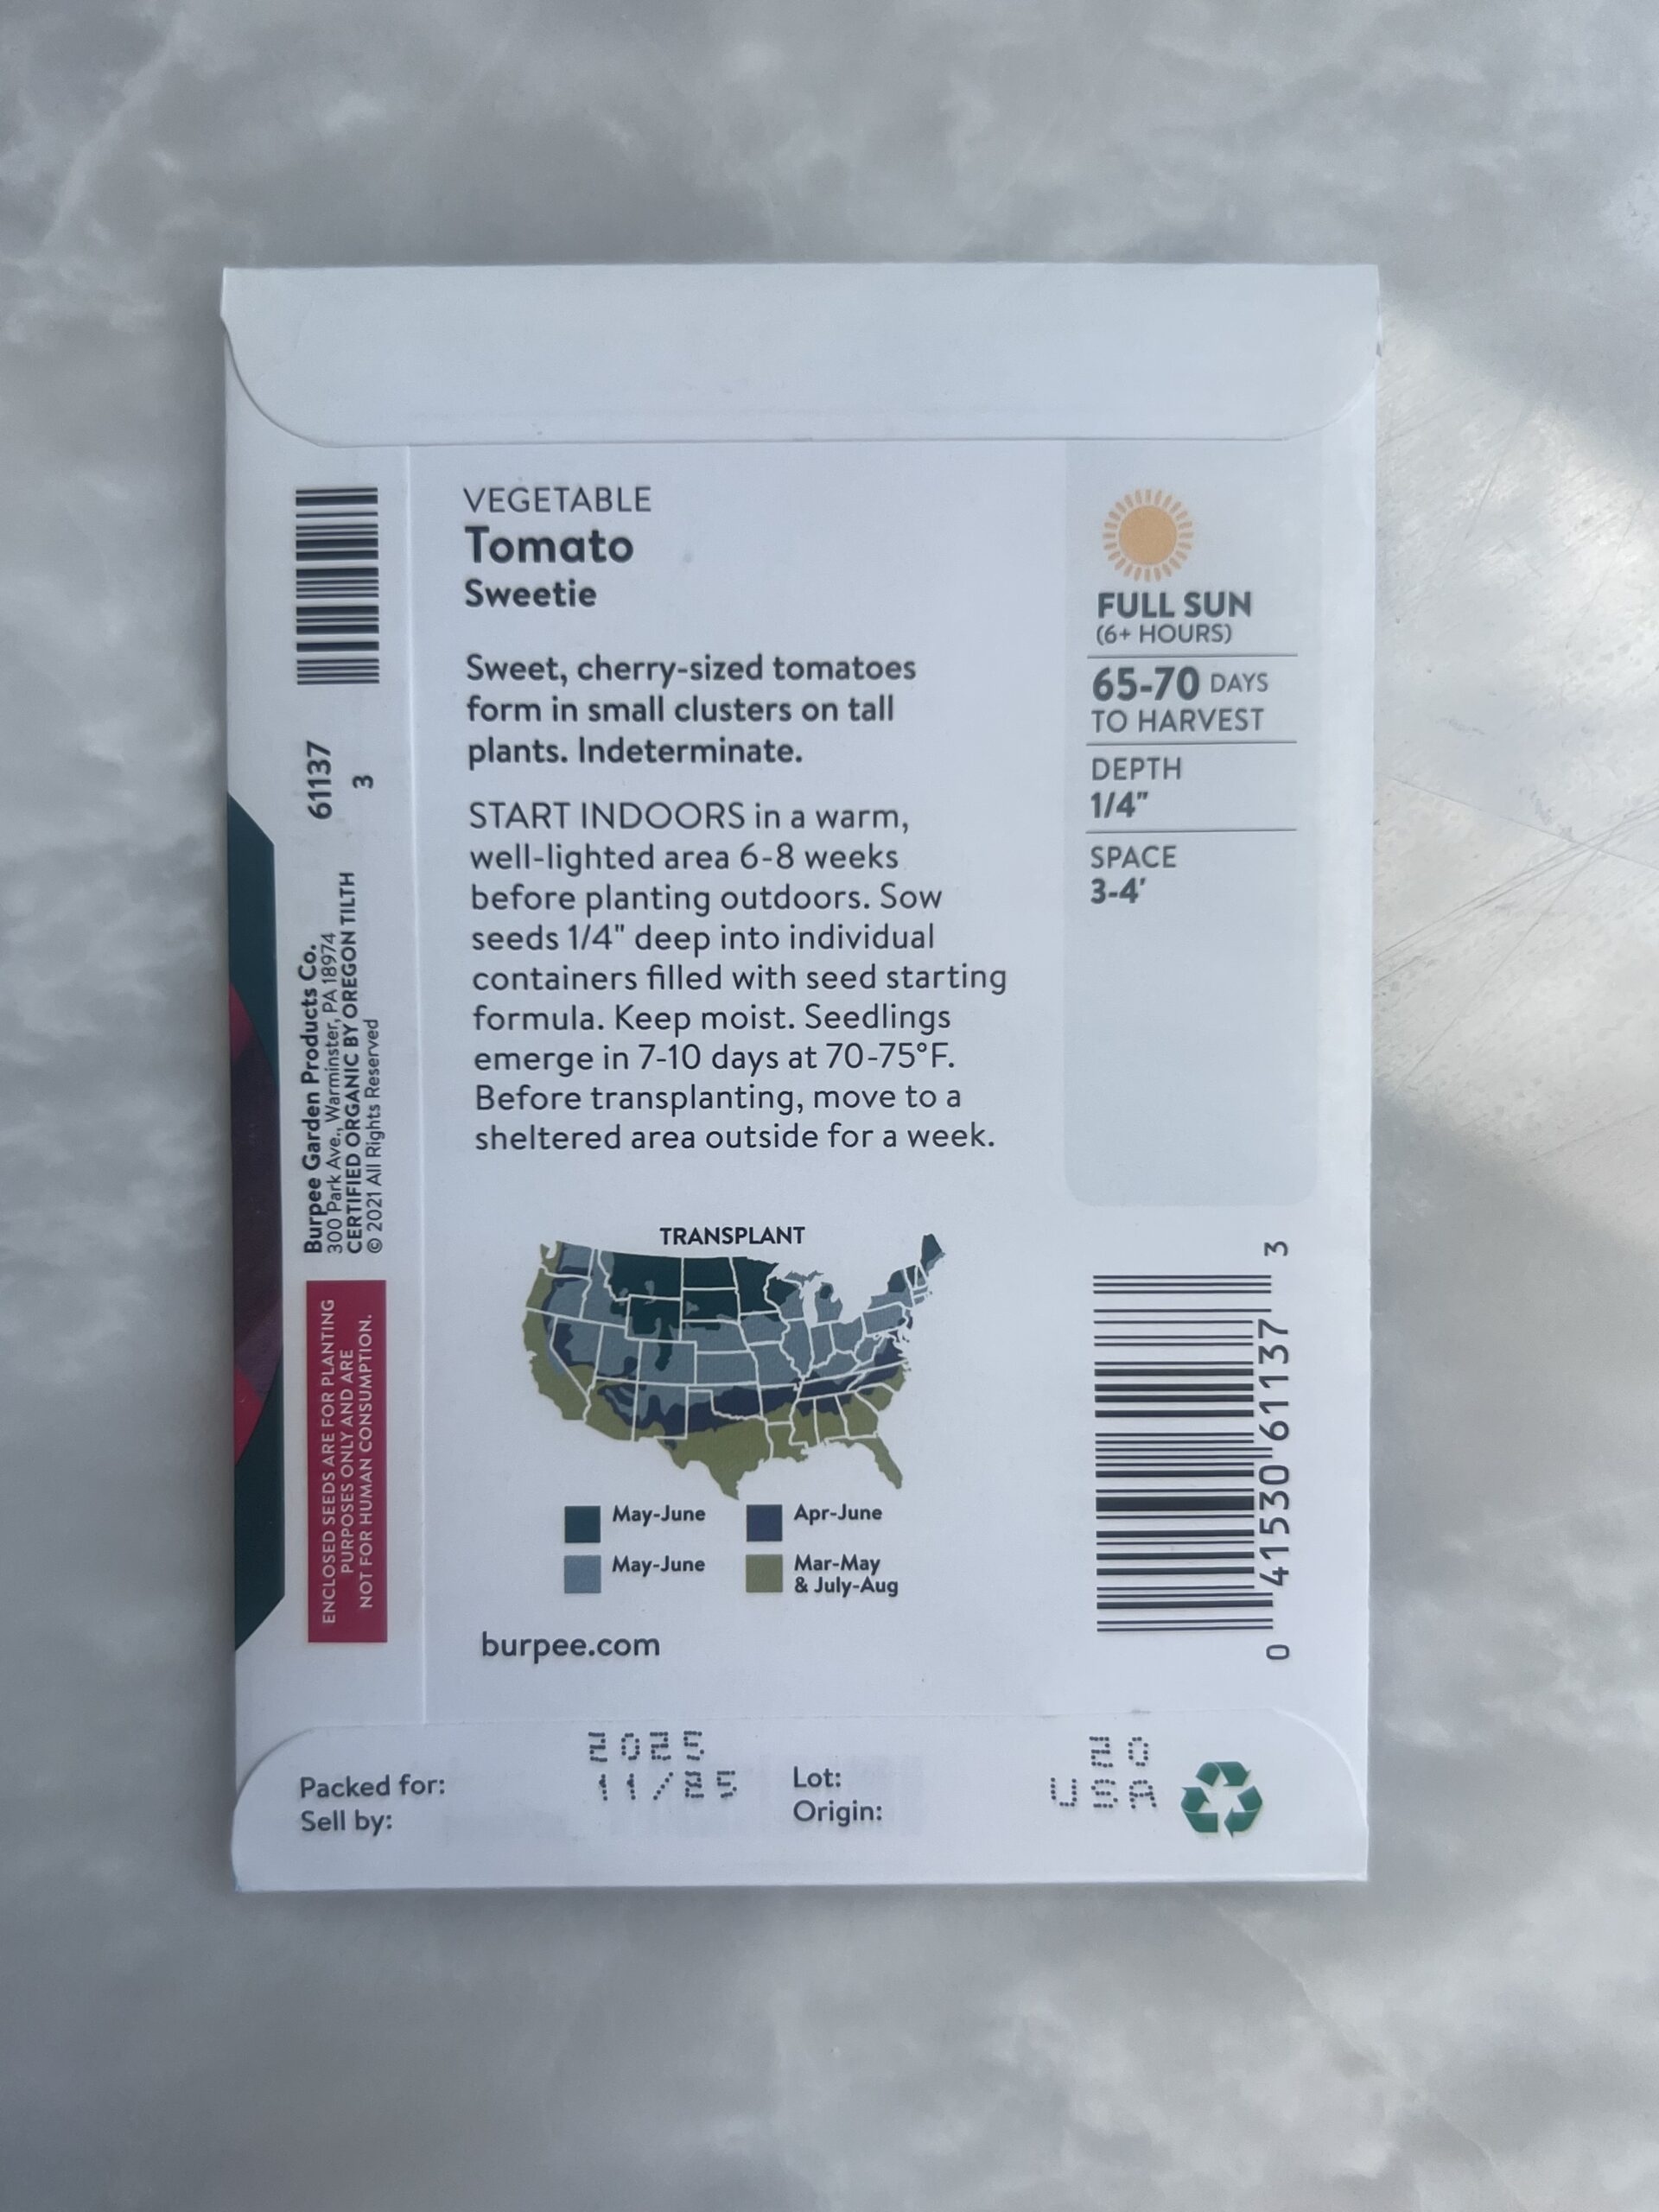 VEGETABLE
Tomato
Sweetie
Sweet, cherry-sized tomatoes
form in small clusters on tall
plants. Indeterminate.
START INDOORS in a warm,
well-lighted area 6-8 weeks
before planting outdoors. Sow
seeds 1/4" deep into individual
containers filled with seed starting
formula. Keep moist. Seedlings
emerge in 7-10 days at 70-75°F.
Before transplanting, move to a
sheltered area outside for a week.
FULL SUN
(6+ HOURS)
65-70 DAYS
TO HARVEST
DEPTH
1/4"
SPACE
3-4'
TRANSPLANT
May-June
Apr-June
May-June
Mar-May
& July-Aug
burpee.com
0 41530 61137 3
61137
3
Burpee Garden Products Co.
300 Park Ave., Warminster, PA 18974
CERTIFIED ORGANIC BY OREGON TILTH
© 2021 All Rights Reserved
ENCLOSED SEEDS ARE FOR PLANTING
PURPOSES ONLY AND ARE
NOT FOR HUMAN CONSUMPTION.
Packed for: 2025
Sell by: 11/25
Lot: 20
Origin: USA